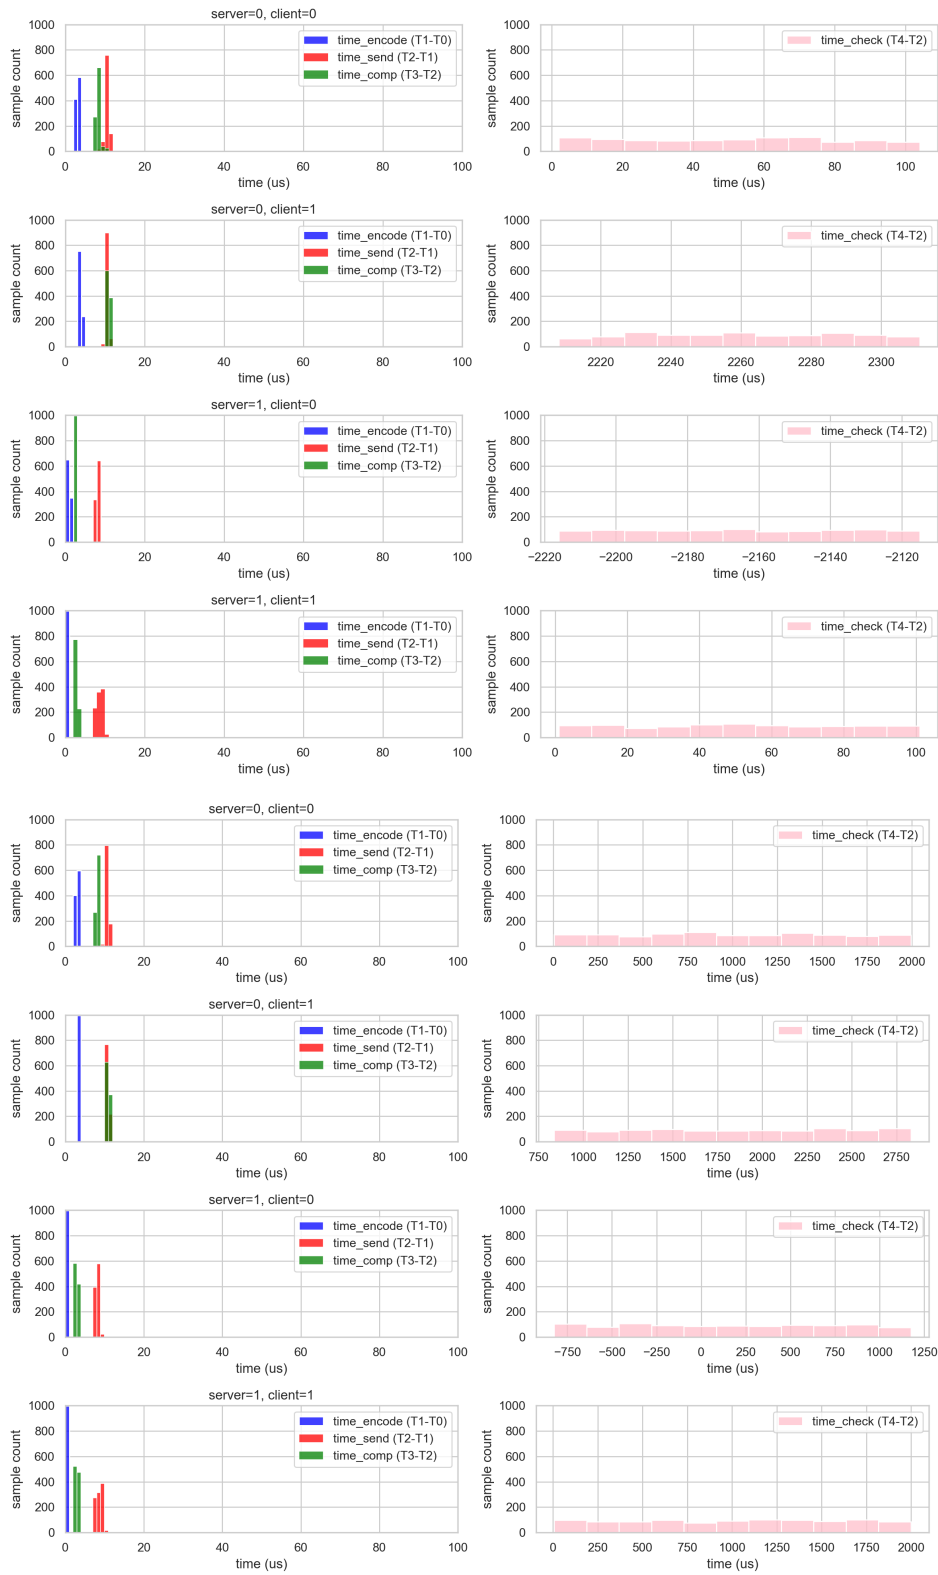 server=0, client=0
1000
800
600
400
200
0
sample count
time_encode (T1-T0)
time_send (T2-T1)
time_comp (T3-T2)
0 20 40 60 80 100
time (us)
1000
800
600
400
200
0
sample count
time_check (T4-T2)
0 20 40 60 80 100
time (us)
server=0, client=1
1000
800
600
400
200
0
sample count
time_encode (T1-T0)
time_send (T2-T1)
time_comp (T3-T2)
0 20 40 60 80 100
time (us)
1000
800
600
400
200
0
sample count
time_check (T4-T2)
2220 2240 2260 2280 2300
time (us)
server=1, client=0
1000
800
600
400
200
0
sample count
time_encode (T1-T0)
time_send (T2-T1)
time_comp (T3-T2)
0 20 40 60 80 100
time (us)
1000
800
600
400
200
0
sample count
time_check (T4-T2)
−2220 −2200 −2180 −2160 −2140 −2120
time (us)
server=1, client=1
1000
800
600
400
200
0
sample count
time_encode (T1-T0)
time_send (T2-T1)
time_comp (T3-T2)
0 20 40 60 80 100
time (us)
1000
800
600
400
200
0
sample count
time_check (T4-T2)
0 20 40 60 80 100
time (us)
server=0, client=0
1000
800
600
400
200
0
sample count
time_encode (T1-T0)
time_send (T2-T1)
time_comp (T3-T2)
0 20 40 60 80 100
time (us)
1000
800
600
400
200
0
sample count
time_check (T4-T2)
0 250 500 750 1000 1250 1500 1750 2000
time (us)
server=0, client=1
1000
800
600
400
200
0
sample count
time_encode (T1-T0)
time_send (T2-T1)
time_comp (T3-T2)
0 20 40 60 80 100
time (us)
1000
800
600
400
200
0
sample count
time_check (T4-T2)
750 1000 1250 1500 1750 2000 2250 2500 2750
time (us)
server=1, client=0
1000
800
600
400
200
0
sample count
time_encode (T1-T0)
time_send (T2-T1)
time_comp (T3-T2)
0 20 40 60 80 100
time (us)
1000
800
600
400
200
0
sample count
time_check (T4-T2)
−750 −500 −250 0 250 500 750 1000 1250
time (us)
server=1, client=1
1000
800
600
400
200
0
sample count
time_encode (T1-T0)
time_send (T2-T1)
time_comp (T3-T2)
0 20 40 60 80 100
time (us)
1000
800
600
400
200
0
sample count
time_check (T4-T2)
0 250 500 750 1000 1250 1500 1750 2000
time (us)